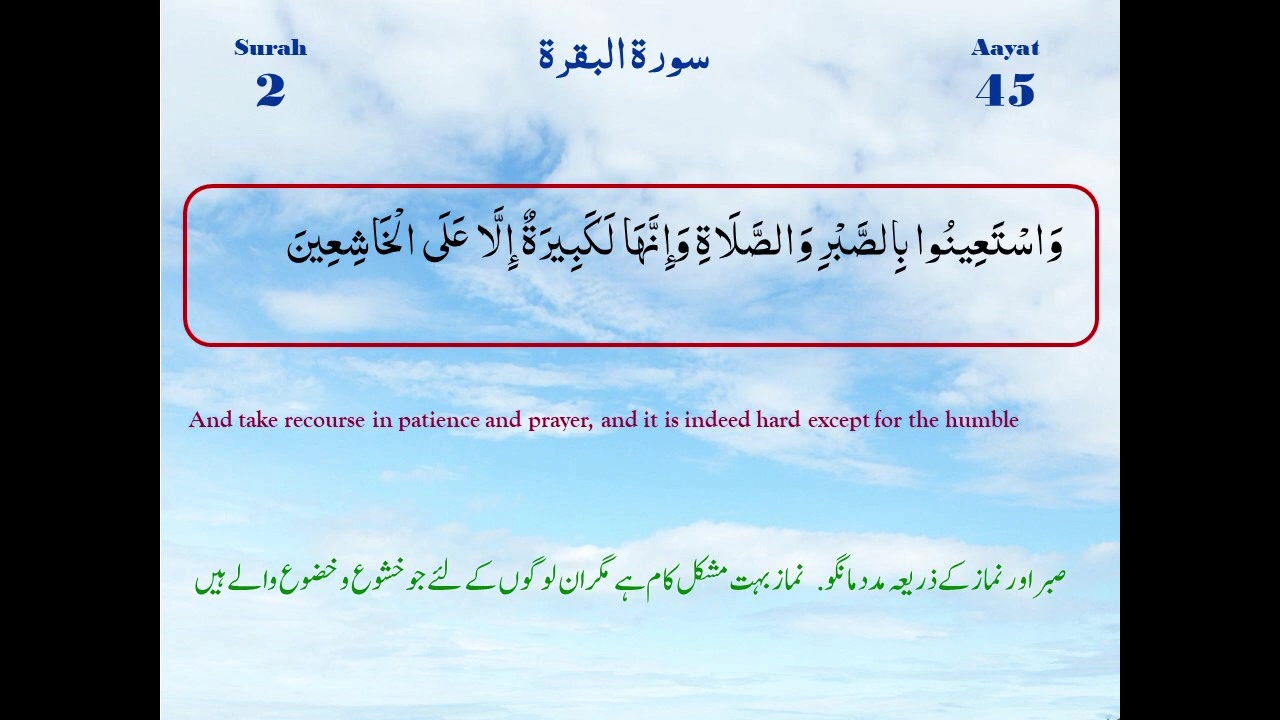 Surah
2
سورة البقرة
Aayat
45
وَاسْتَعِينُوا بِالصَّبْرِ وَالصَّلَاةِ وَإِنَّهَا لَكَبِيرَةٌ إِلَّا عَلَى الْخَاشِعِينَ
And take recourse in patience and prayer, and it is indeed hard except for the humble
صبر اور نماز کے ذریعہ مدد مانگو. نماز بہت مشکل کام ہے مگر ان لوگوں کے لئے جو خشوع و خضوع والے ہیں